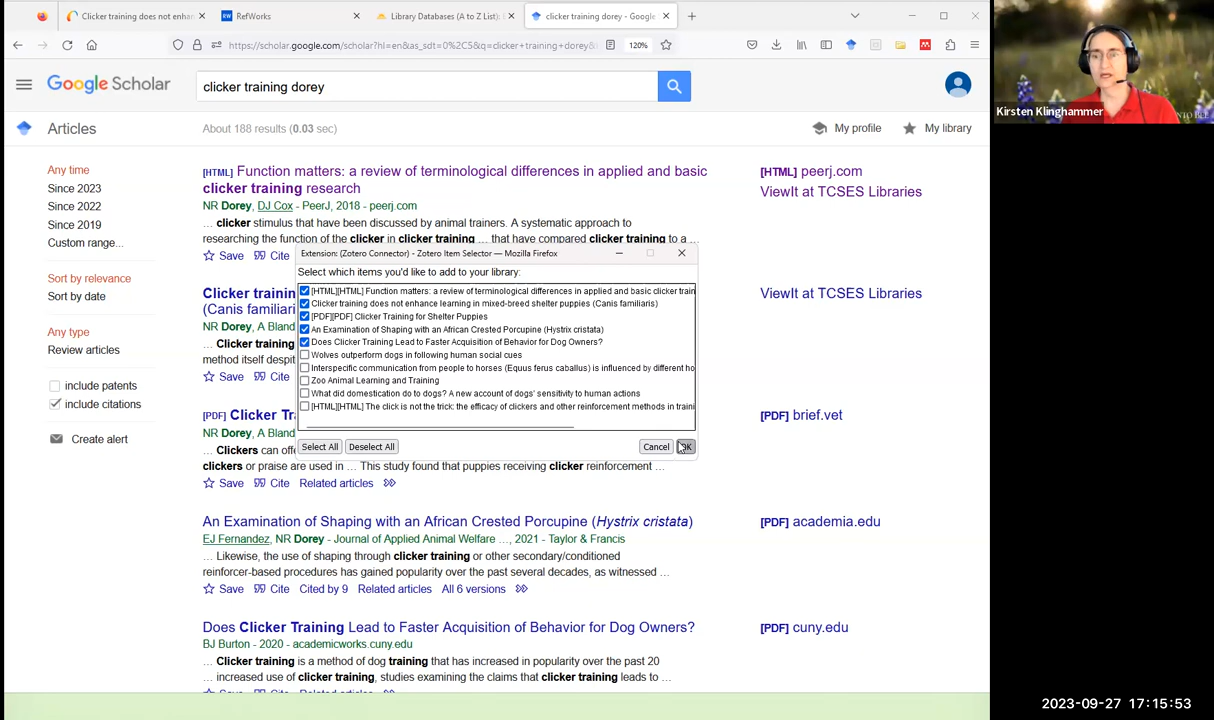 Clicker training does not enhan
RefWorks
Library Databases (A to Z List):
clicker training dorey - Google S
https://scholar.google.com/scholar?hl=en&as_sdt=0%2C5&q=clicker+training+dorey&
120%
Google Scholar
clicker training dorey
Kirsten Klinghammer
Articles
About 188 results (0.03 sec)
My profile
My library
Any time
Since 2023
Since 2022
Since 2019
Custom range...
Sort by relevance
Sort by date
Any type
Review articles
include patents
include citations
Create alert
[HTML] Function matters: a review of terminological differences in applied and basic
clicker training research
NR Dorey, DJ Cox - PeerJ, 2018 - peerj.com
... clicker stimulus that have been discussed by animal trainers. A systematic approach to
researching the function of the clicker in clicker training ... that have compared clicker training to a ...
Save Cite
[HTML] peerj.com
ViewIt at TCSES Libraries
Extension: (Zotero Connector) - Zotero Item Selector — Mozilla Firefox
Select which items you'd like to add to your library:
[HTML][HTML] Function matters: a review of terminological differences in applied and basic clicker train
Clicker training does not enhance learning in mixed-breed shelter puppies (Canis familiaris)
[PDF][PDF] Clicker Training for Shelter Puppies
An Examination of Shaping with an African Crested Porcupine (Hystrix cristata)
Does Clicker Training Lead to Faster Acquisition of Behavior for Dog Owners?
Wolves outperform dogs in following human social cues
Interspecific communication from people to horses (Equus ferus caballus) is influenced by different ho
Zoo Animal Learning and Training
What did domestication do to dogs? A new account of dogs' sensitivity to human actions
[HTML][HTML] The click is not the trick: the efficacy of clickers and other reinforcement methods in traini
Select All
Deselect All
Cancel
Clicker trainin
(Canis familiari
NR Dorey, A Bland
Clicker trainin
method itself despit
Save Cite
ViewIt at TCSES Libraries
[PDF] Clicker Tr
NR Dorey, A Bland
... Clickers can offe
clickers or praise are used in ... This study found that puppies receiving clicker reinforcement ...
Save Cite Related articles
[PDF] brief.vet
An Examination of Shaping with an African Crested Porcupine (Hystrix cristata)
EJ Fernandez, NR Dorey - Journal of Applied Animal Welfare ..., 2021 - Taylor & Francis
... Likewise, the use of shaping through clicker training or other secondary/conditioned
reinforcer-based procedures has gained popularity over the past several decades, as witnessed ...
Save Cite Cited by 9 Related articles All 6 versions
[PDF] academia.edu
Does Clicker Training Lead to Faster Acquisition of Behavior for Dog Owners?
BJ Burton - 2020 - academicworks.cuny.edu
... Clicker training is a method of dog training that has increased in popularity over the past 20
... increased use of clicker training, studies examining the claims that clicker training leads to ...
[PDF] cuny.edu
2023-09-27 17:15:53